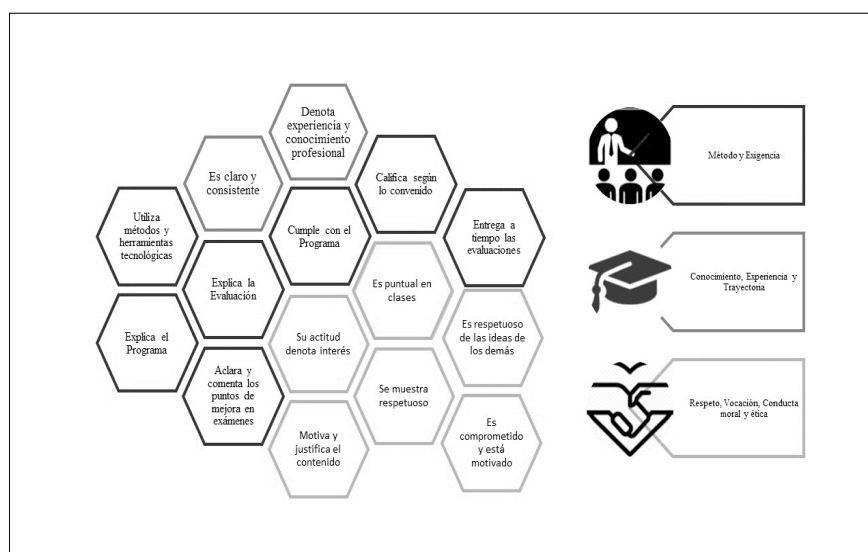 Denota
experiencia y
conocimiento
profesional
Es claro y
consistente
Califica según
lo convenido
Utiliza
métodos y
herramientas
tecnológicas
Cumple con el
Programa
Entrega a
tiempo las
evaluaciones
Explica la
Evaluación
Es puntual en
clases
Explica el
Programa
Su actitud
denota interés
Es respetuoso
de las ideas de
los demás
Aclara y
comenta los
puntos de
mejora en
exámenes
Se muestra
respetuoso
Motiva y
justifica el
contenido
Es
comprometido
y está
motivado
Método y Exigencia
Conocimiento, Experiencia y
Trayectoria
Respeto, Vocación, Conducta
moral y ética